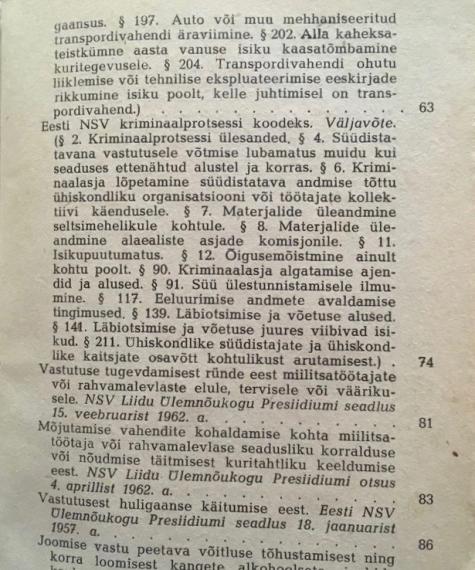 gaansus. § 197. Auto või muu mehhaniseeritud
transpordivahendi äraviimine. § 202. Alla kaheksa-
teistkümne aasta vanuse isiku kaasatõmbamine
kuritegevusele. § 204. Transpordivahendi ohutu
liiklemise või tehnilise ekspluateerimise eeskirjade
rikkumine isiku poolt, kelle juhtimisel on trans-
pordivahend.) . . . . . . . . . . . . 63
Eesti NSV kriminaalprotsessi koodeks. Väljavõte.
(§ 2. Kriminaalprotsessi ülesanded. § 4. Süüdista-
tavana vastutusele võtmise lubamatus muidu kui
seaduses ettenähtud alustel ja korras. § 6. Krimi-
naalasja lõpetamine süüdistatava andmise tõttu
ühiskondliku organisatsiooni või töötajate kollek-
tiivi käendusele. § 7. Materjalide üleandmine
seltsimehelikule kohtule. § 8. Materjalide üle-
andmine alaealiste asjade komisjonile. § 11.
Isikupuutumatus. § 12. Õigusemõistmine ainult
kohtu poolt. § 90. Kriminaalasja algatamise ajen-
did ja alused. § 91. Süü ülestunnistamisele ilmu-
mine. § 117. Eeluurimise andmete avaldamise
tingimused. § 139. Läbiotsimise ja võetuse alused.
§ 141. Läbiotsimise ja võetuse juures viibivad isi-
kud. § 211. Ühiskondlike süüdistajate ja ühiskond-
like kaitsjate osavõtt kohtulikust arutamisest.) . 74
Vastutuse tugevdamisest ründe eest miilitsatöötajate
või rahvamalevlaste elule, tervisele või vääriku-
sele. NSV Liidu Ülemnõukogu Presiidiumi seadlus
15. veebruarist 1962. a. . . . . . . . . . 81
Mõjutamise vahendite kohaldamise kohta miilitsa-
töötaja või rahvamalevlase seadusliku korralduse
või nõudmise täitmisest kuritahtliku keeldumise
eest. NSV Liidu Ülemnõukogu Presiidiumi otsus
4. aprillist 1962. a. . . . . . . . . . . 83
Vastutusest huligaanse käitumise eest. Eesti NSV
Ülemnõukogu Presiidiumi seadlus 18. jaanuarist
1957. a. . . . . . . . . . . . . . 86
Joomise vastu peetava võitluse tõhustamisest ning
korra loomisest kangete